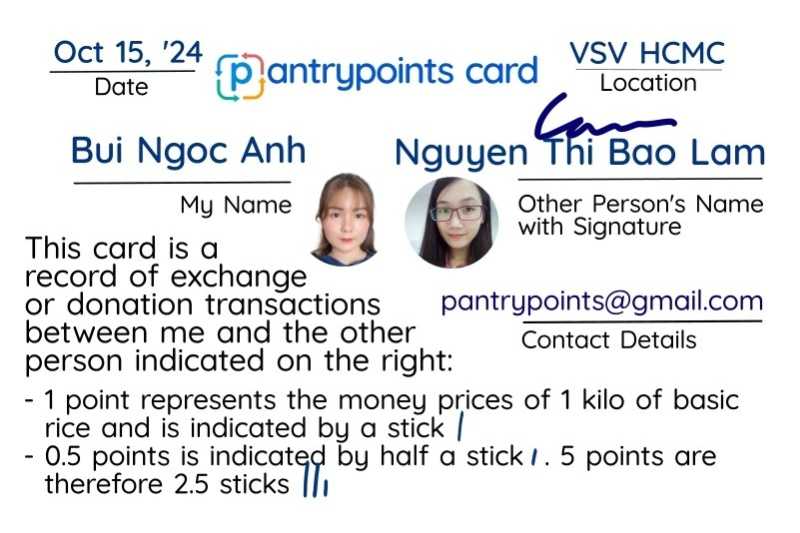 Oct 15, '24
Date
pantrypoints card
VSV HCMC
Location
Bui Ngoc Anh
My Name
Nguyen Thi Bao Lam
Other Person's Name
with Signature
pantrypoints@gmail.com
Contact Details
This card is a
record of exchange
or donation transactions
between me and the other
person indicated on the right:
- 1 point represents the money prices of 1 kilo of basic
rice and is indicated by a stick
- 0.5 points is indicated by half a stick . 5 points are
therefore 2.5 sticks